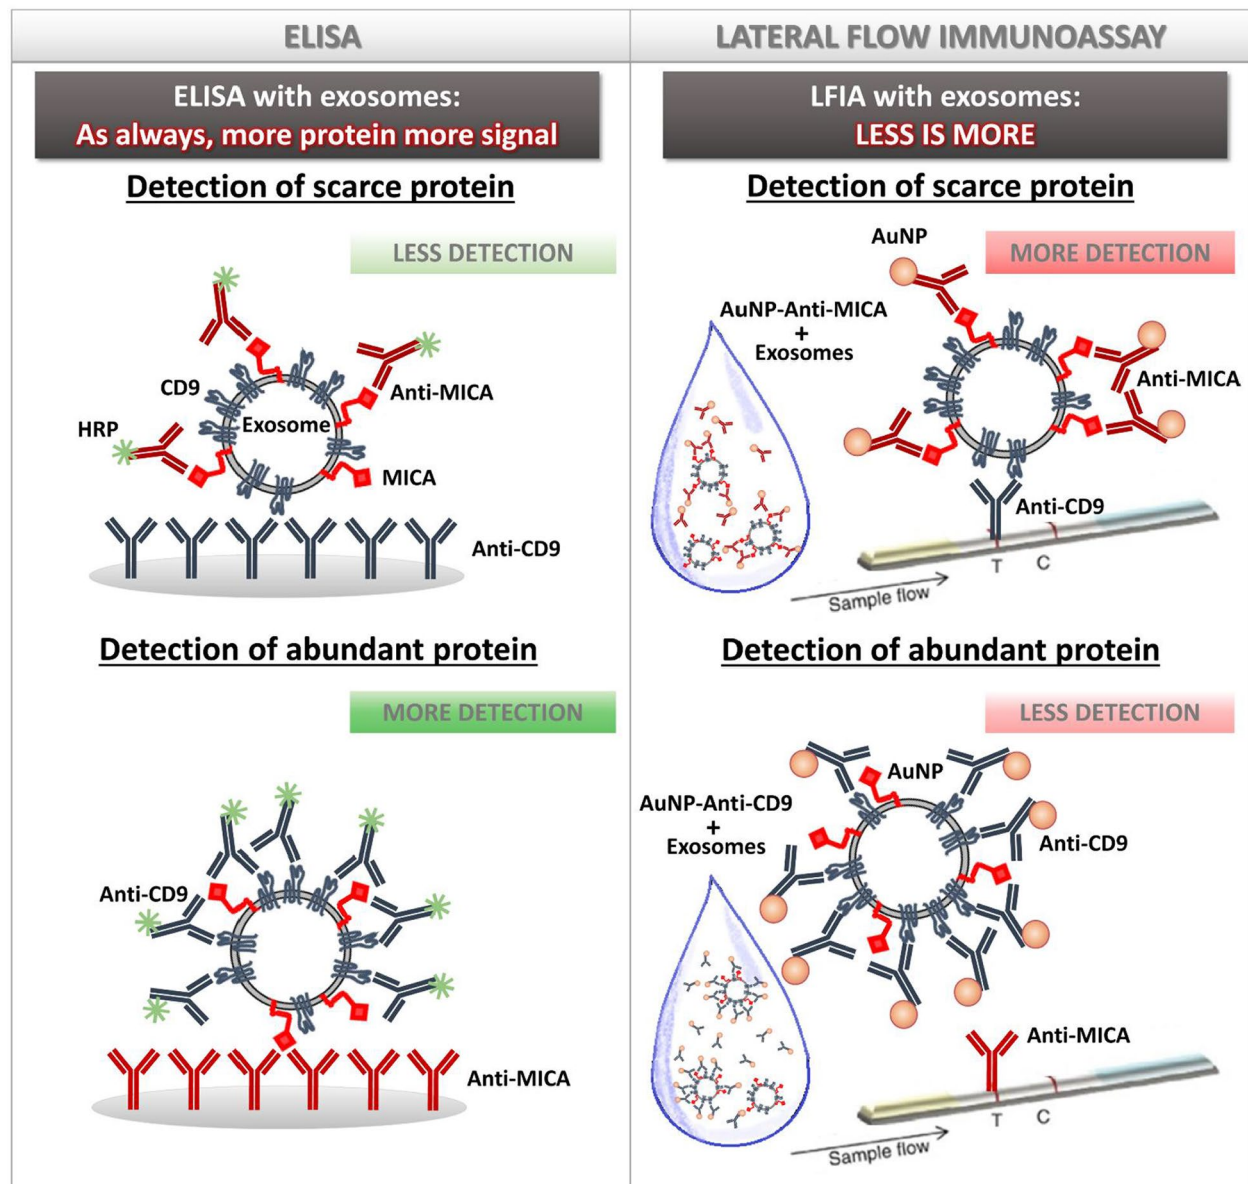 ELISA
ELISA with exosomes:
As always, more protein more signal
Detection of scarce protein
LESS DETECTION
CD9
Anti-MICA
HRP
Exosome
MICA
Anti-CD9
Detection of abundant protein
MORE DETECTION
Anti-CD9
Anti-MICA
LATERAL FLOW IMMUNOASSAY
LFIA with exosomes:
LESS IS MORE
Detection of scarce protein
AuNP
MORE DETECTION
AuNP-Anti-MICA
+
Exosomes
Anti-MICA
Anti-CD9
T
C
Sample flow
Detection of abundant protein
LESS DETECTION
AuNP
AuNP-Anti-CD9
+
Exosomes
Anti-CD9
Anti-MICA
T
C
Sample flow